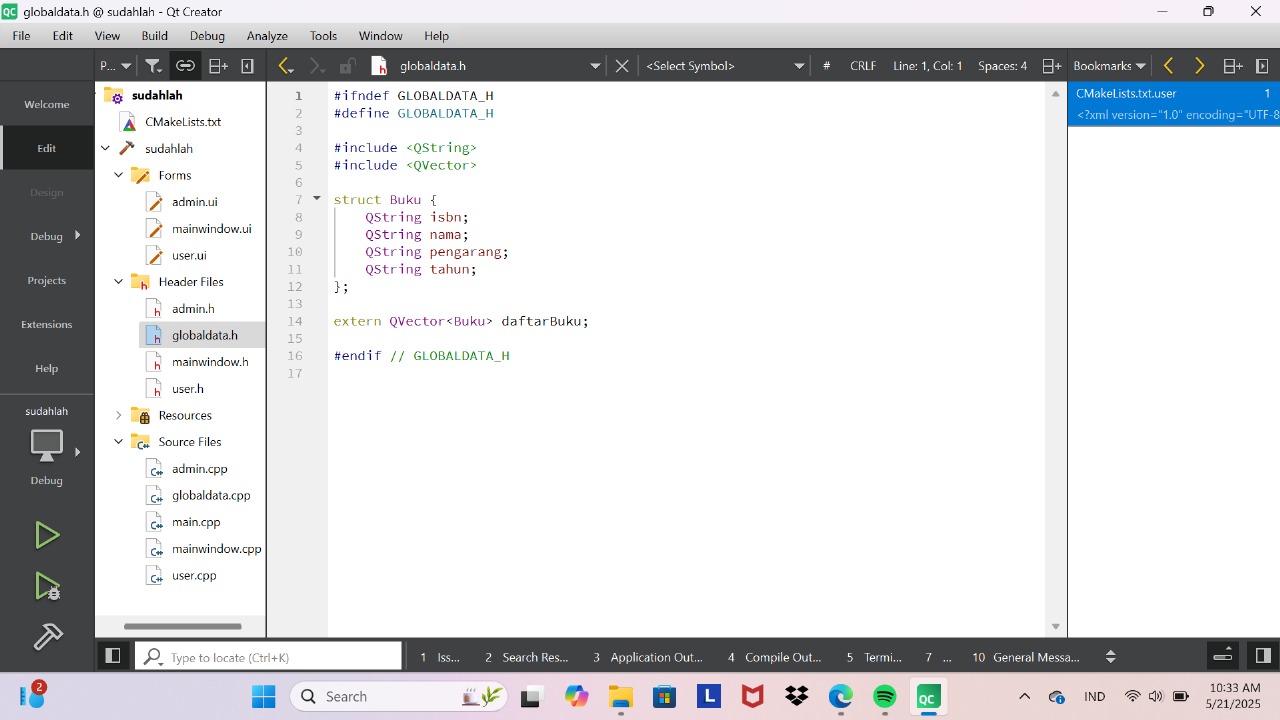 globaldata.h @ sudahlah - Qt Creator
File Edit View Build Debug Analyze Tools Window Help
P... globaldata.h <Select Symbol> # CRLF Line: 1, Col: 1 Spaces: 4 Bookmarks
Welcome
Edit
Design
Debug
Projects
Extensions
Help
sudahlah
Debug
sudahlah
CMakeLists.txt
sudahlah
Forms
admin.ui
mainwindow.ui
user.ui
Header Files
admin.h
globaldata.h
mainwindow.h
user.h
Resources
Source Files
admin.cpp
globaldata.cpp
main.cpp
mainwindow.cpp
user.cpp
1 #ifndef GLOBALDATA_H
2 #define GLOBALDATA_H
3
4 #include <QString>
5 #include <QVector>
6
7 struct Buku {
8 QString isbn;
9 QString nama;
10 QString pengarang;
11 QString tahun;
12 };
13
14 extern QVector<Buku> daftarBuku;
15
16 #endif // GLOBALDATA_H
17
CMakeLists.txt.user 1
<?xml version="1.0" encoding="UTF-8
Type to locate (Ctrl+K) 1 Iss... 2 Search Res... 3 Application Out... 4 Compile Out... 5 Termi... 7 ... 10 General Messa...
2 Search L QC IND 10:33 AM
5/21/2025